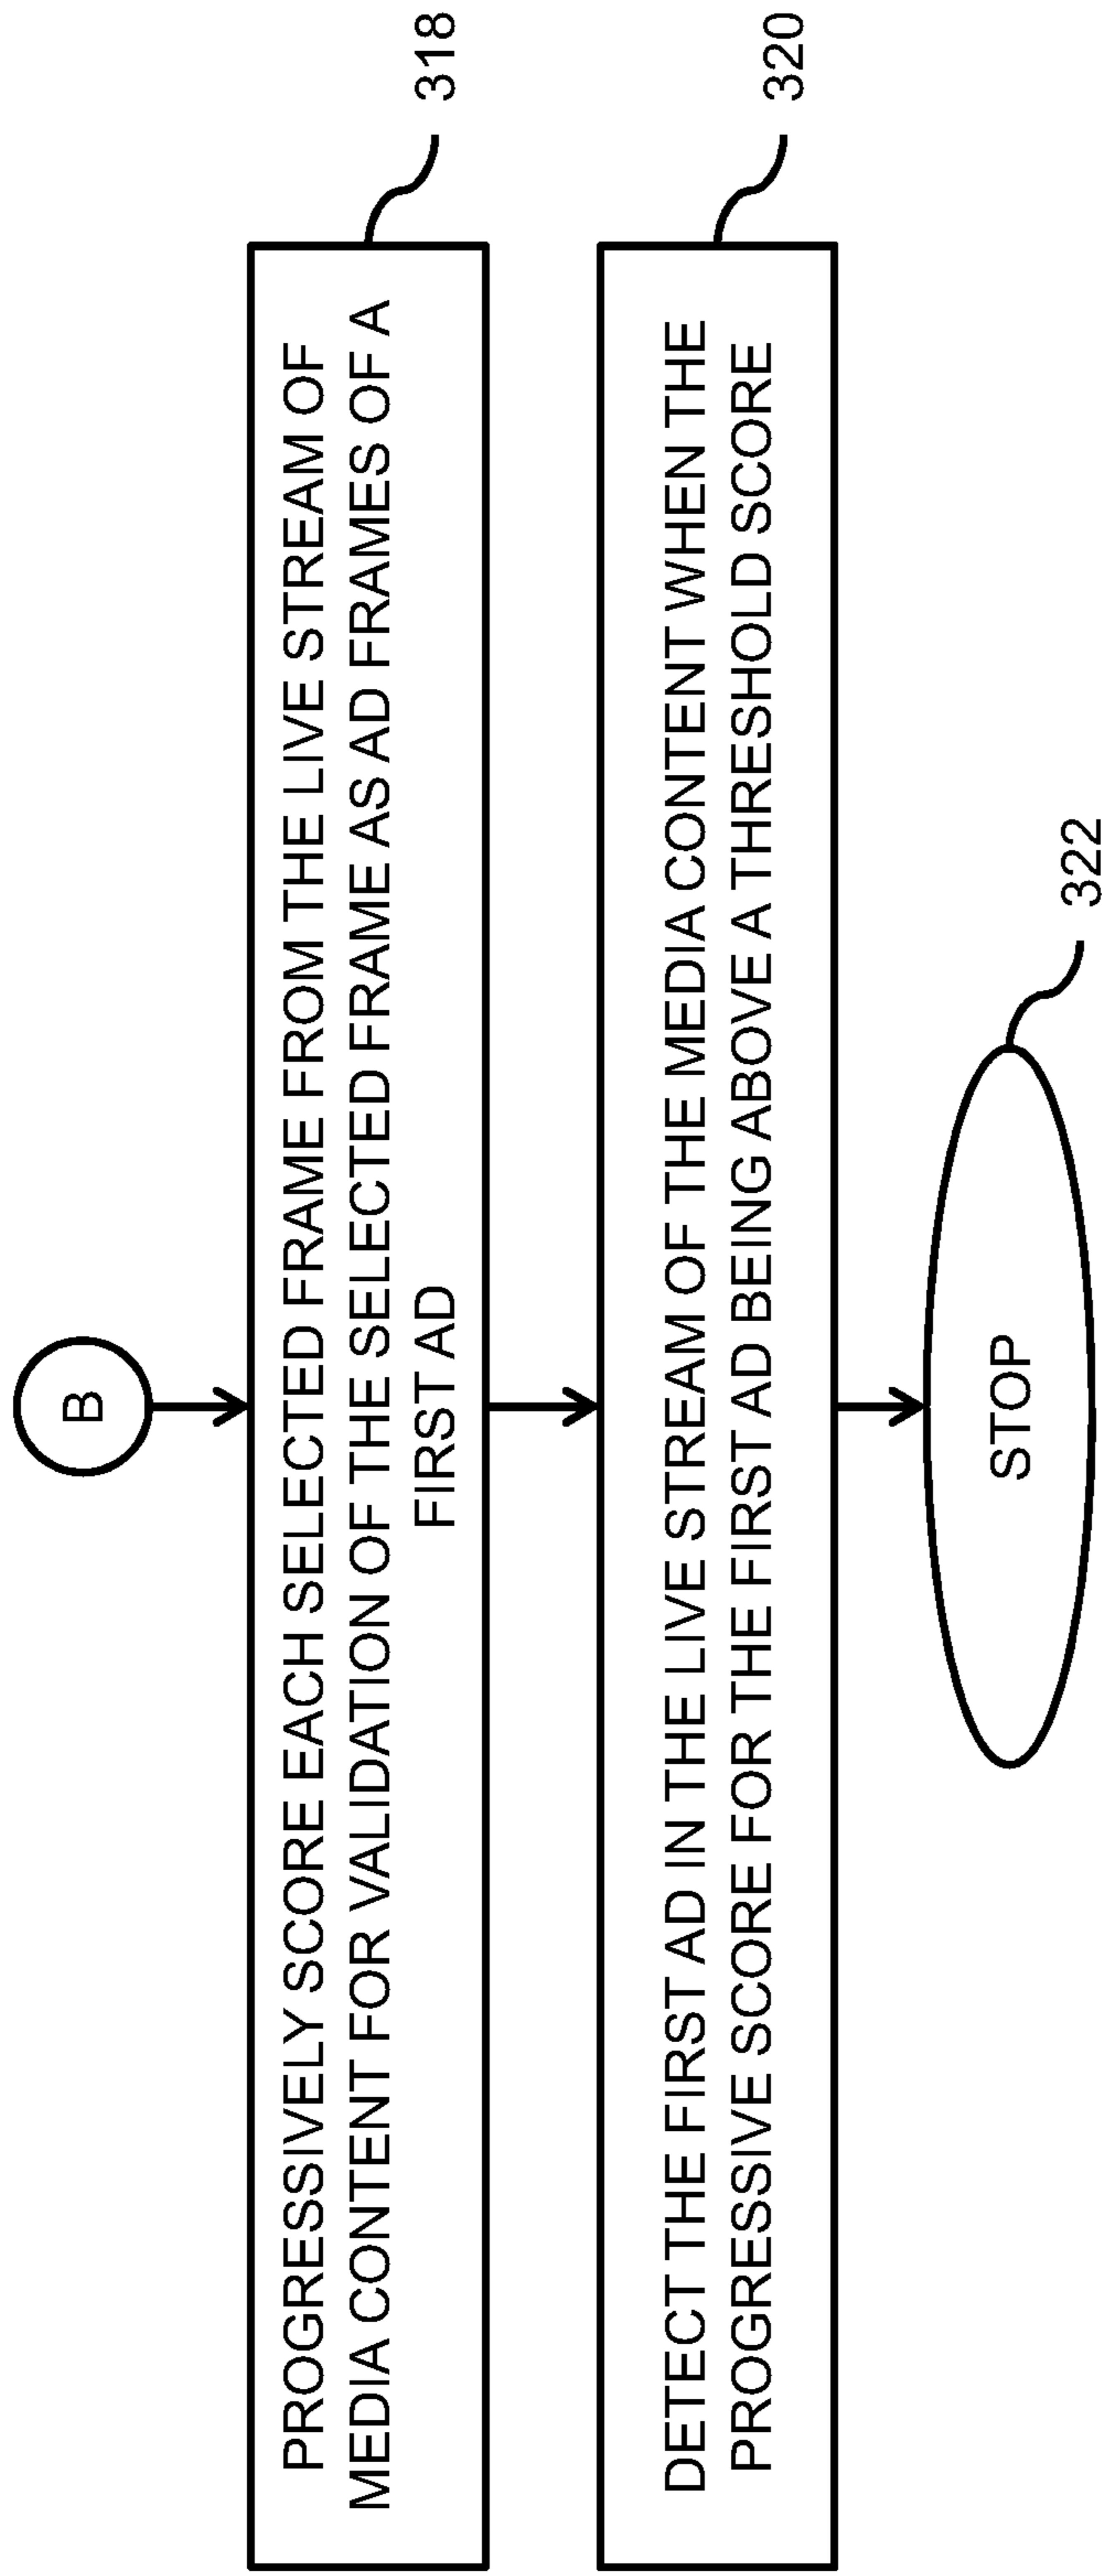 B
PROGRESSIVELY SCORE EACH SELECTED FRAME FROM THE LIVE STREAM OF
MEDIA CONTENT FOR VALIDATION OF THE SELECTED FRAME AS AD FRAMES OF A
FIRST AD
318
DETECT THE FIRST AD IN THE LIVE STREAM OF THE MEDIA CONTENT WHEN THE
PROGRESSIVE SCORE FOR THE FIRST AD BEING ABOVE A THRESHOLD SCORE
320
STOP
322